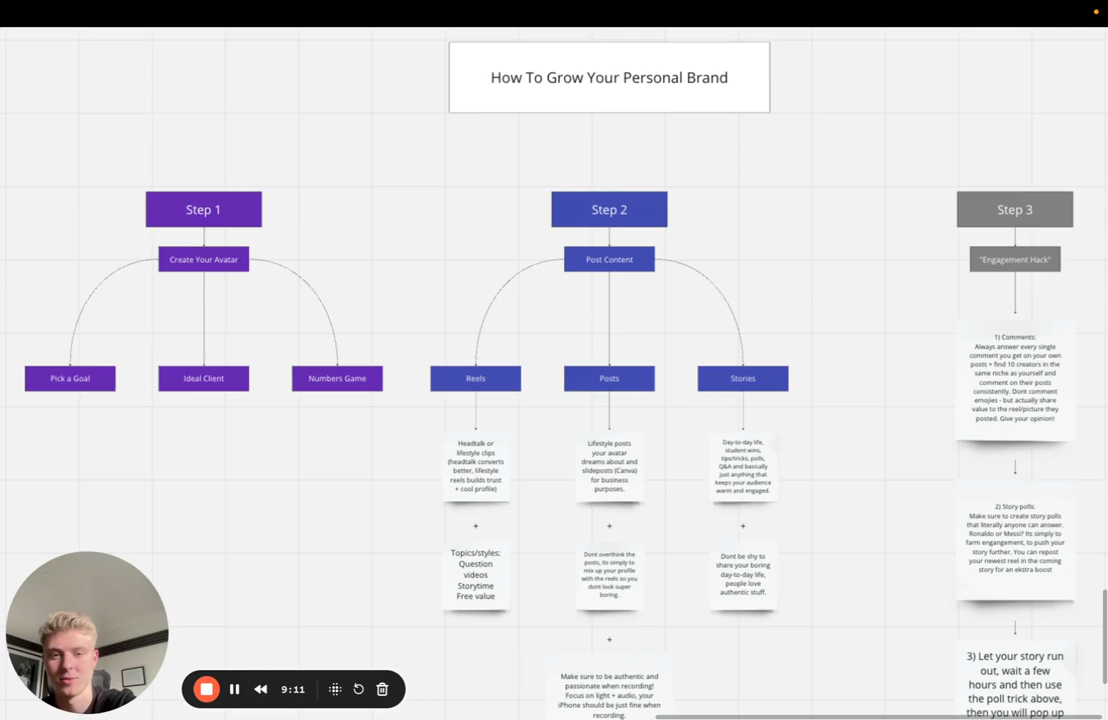 How To Grow Your Personal Brand
Step 1
Create Your Avatar
Pick a Goal
Ideal Client
Numbers Game
Step 2
Post Content
Reels
Posts
Stories
Headtalk or
lifestyle clips
(headtalk converts
better, lifestyle
reels builds trust
+ cool profile)
+
Topics/styles:
Question
videos
Storytime
Free value
Lifestyle posts
your avatar
dreams about and
slideposts (Canva)
for business
purposes.
+
Dont overthink the
posts, its simply to
mix up your profile
with the reels so you
dont look super
boring.
+
Make sure to be authentic and
passionate when recording!
Focus on light + audio, your
iPhone should be just fine when
recording.
Day-to-day life,
student wins,
tips/tricks, polls,
Q&A and basically
just anything that
keeps your audience
warm and engaged.
+
Dont be shy to
share your boring
day-to-day life,
people love
authentic stuff.
Step 3
"Engagement Hack"
1) Comments:
Always answer every single
comment you get on your own
posts + find 10 creators in the
same niche as yourself and
comment on their posts
consistently. Dont comment
emojies - but actually share
value to the reel/picture they
posted. Give your opinion!
2) Story polls:
Make sure to create story polls
that literally anyone can answer.
Ronaldo or Messi? Its simply to
farm engangement, to push your
story further. You can repost
your newest reel in the coming
story for an ekstra boost
3) Let your story run
out, wait a few
hours and then use
the poll trick above,
then you will pop up
9:11